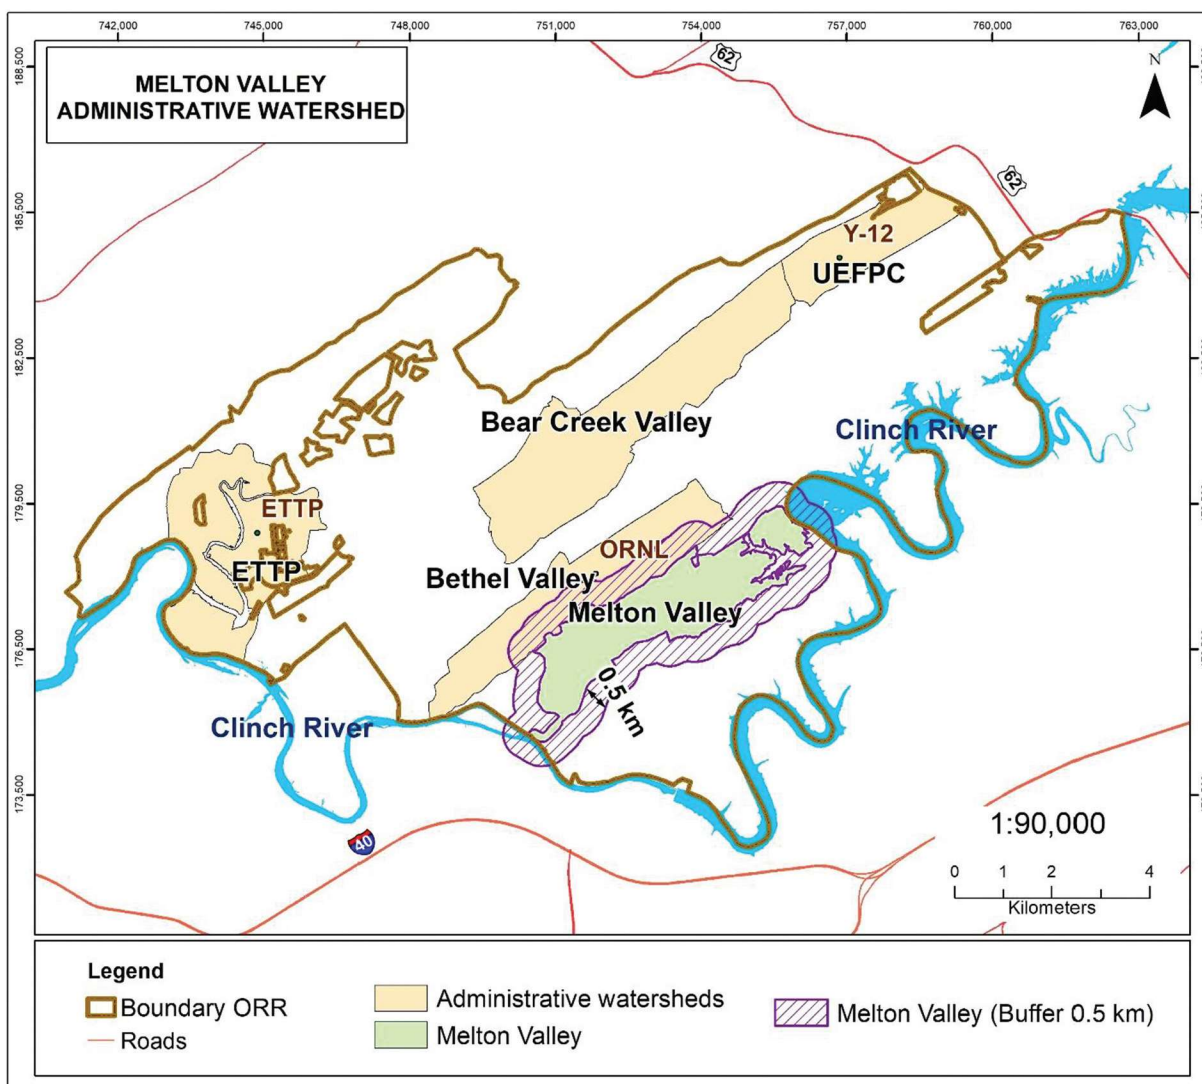 742,000 745,000 748,000 751,000 754,000 757,000 760,000 763,000
MELTON VALLEY
ADMINISTRATIVE WATERSHED
N
62
62
188,500
185,500
182,500
179,500
176,500
173,500
Y-12
UEFPC
Bear Creek Valley
Clinch River
ETTP
ETTP
ORNL
Bethel Valley
Melton Valley
0.5 km
Clinch River
40
1:90,000
0 1 2 4
Kilometers
Legend
Boundary ORR
Roads
Administrative watersheds
Melton Valley
Melton Valley (Buffer 0.5 km)